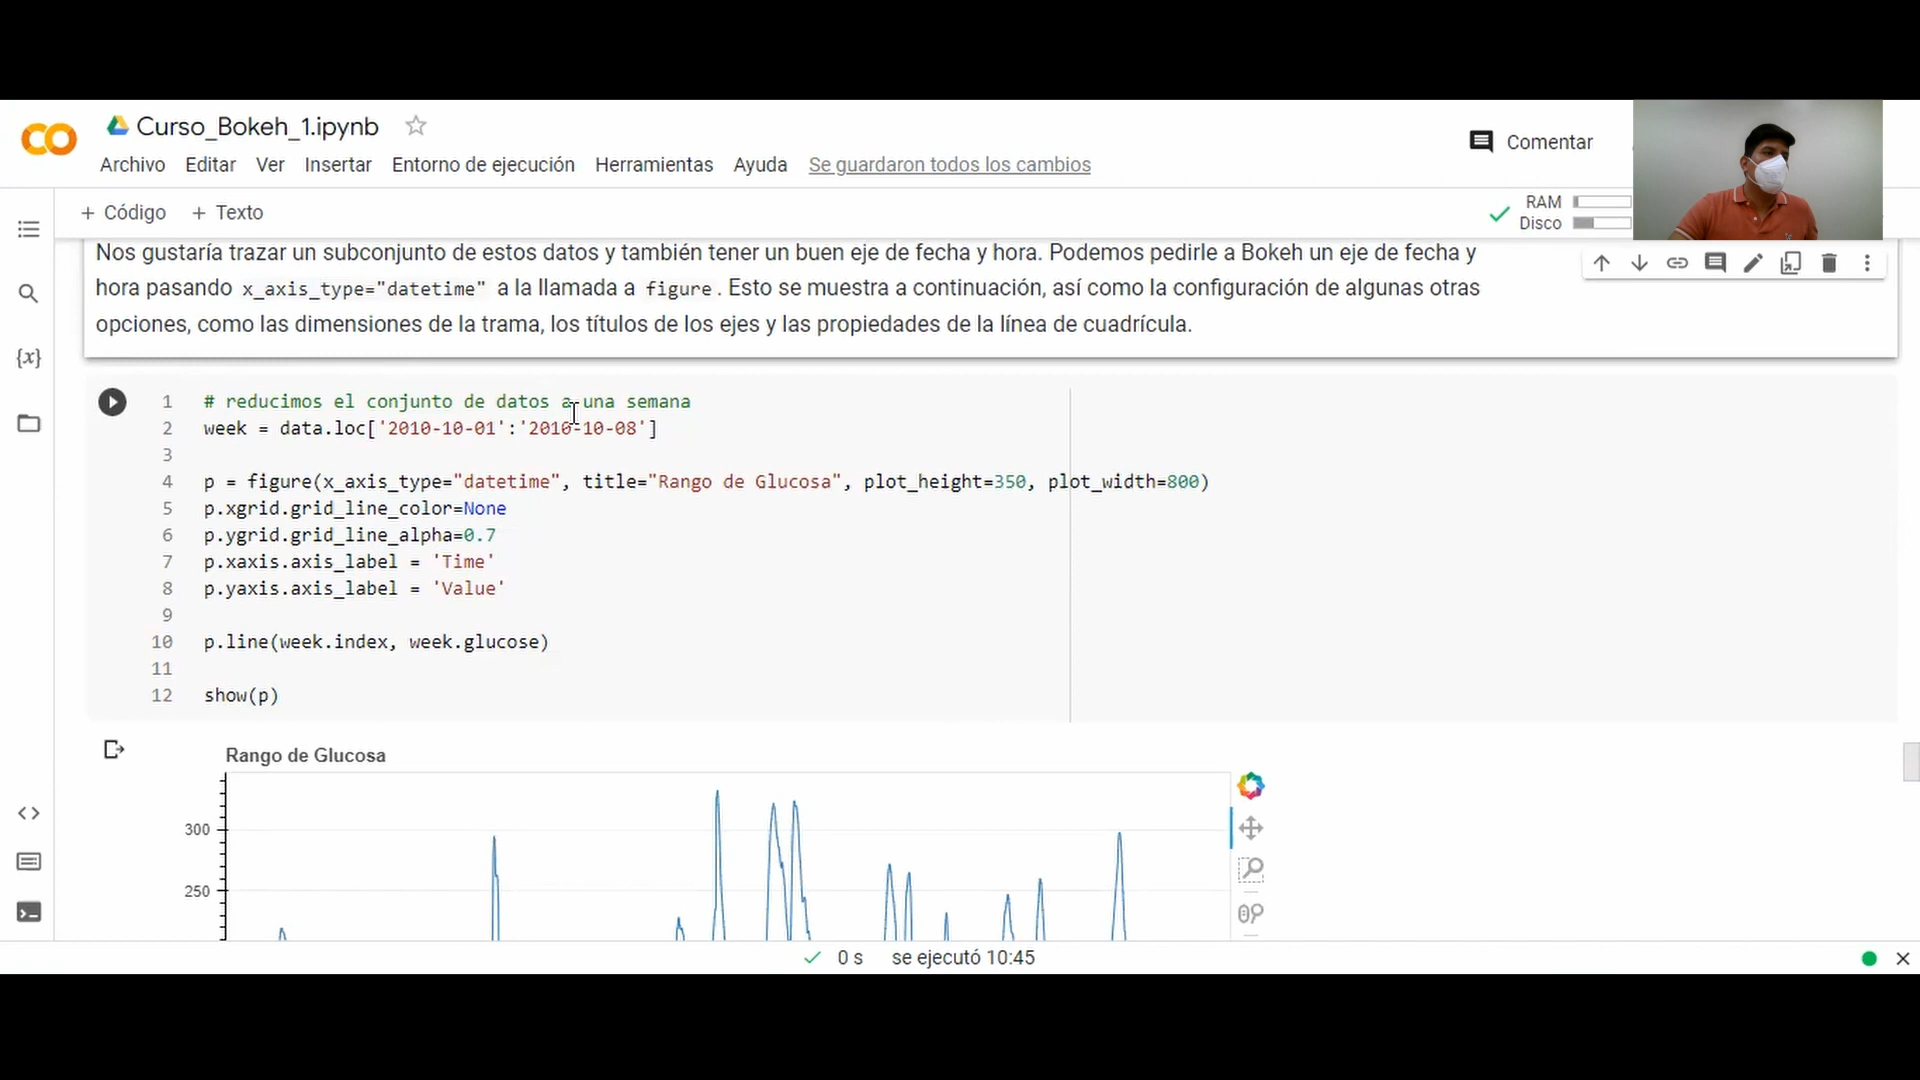 Curso_Bokeh_1.ipynb
Archivo Editar Ver Insertar Entorno de ejecución Herramientas Ayuda Se guardaron todos los cambios
Comentar
+ Código + Texto
RAM
Disco
Nos gustaría trazar un subconjunto de estos datos y también tener un buen eje de fecha y hora. Podemos pedirle a Bokeh un eje de fecha y
hora pasando x_axis_type="datetime" a la llamada a figure. Esto se muestra a continuación, así como la configuración de algunas otras
opciones, como las dimensiones de la trama, los títulos de los ejes y las propiedades de la línea de cuadrícula.
1 # reducimos el conjunto de datos a una semana
2 week = data.loc['2010-10-01':'2010-10-08']
3
4 p = figure(x_axis_type="datetime", title="Rango de Glucosa", plot_height=350, plot_width=800)
5 p.xgrid.grid_line_color=None
6 p.ygrid.grid_line_alpha=0.7
7 p.xaxis.axis_label = 'Time'
8 p.yaxis.axis_label = 'Value'
9
10 p.line(week.index, week.glucose)
11
12 show(p)
Rango de Glucosa
300
250
0 s se ejecutó 10:45